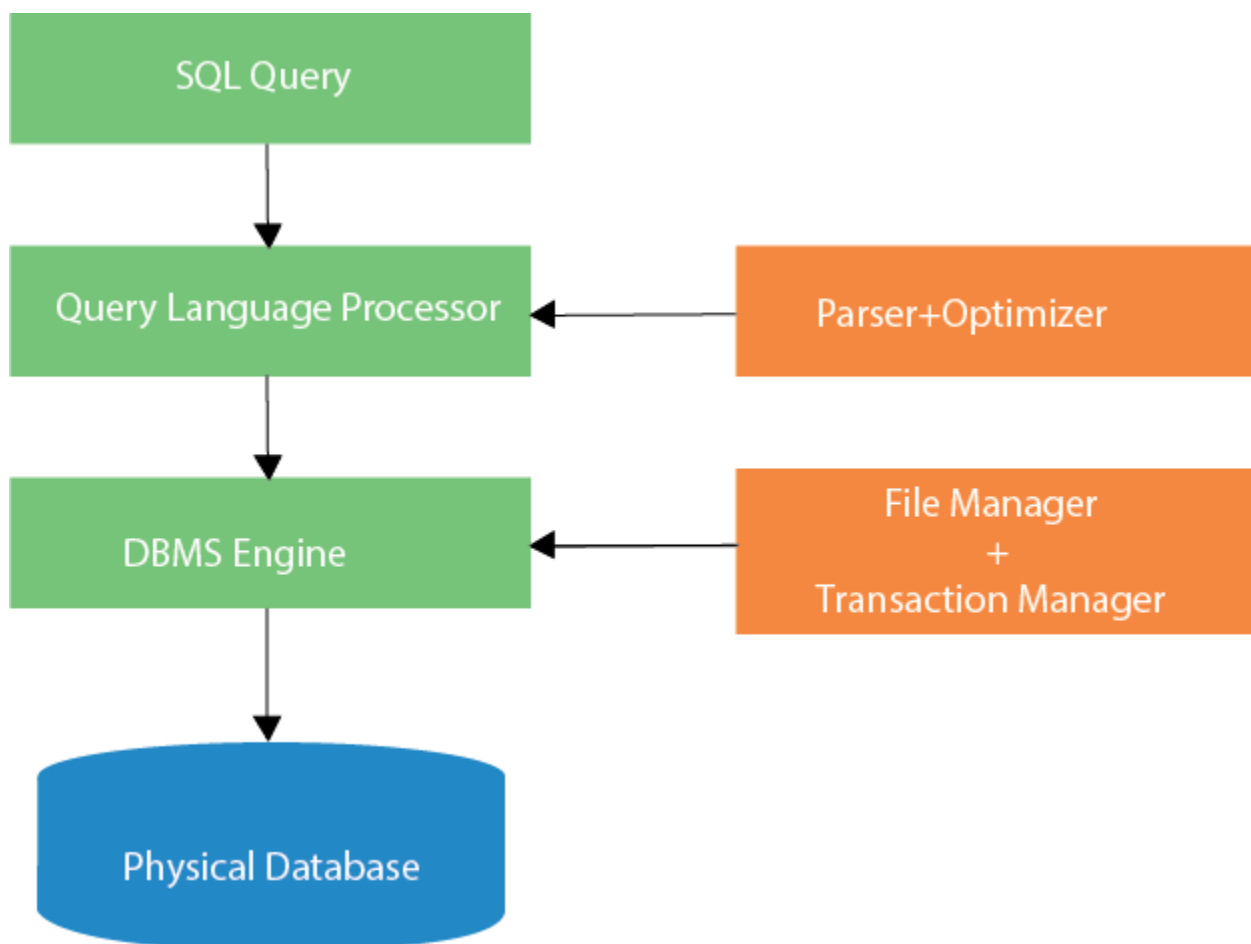 SQL Query
Query Language Processor
Parser+Optimizer
DBMS Engine
File Manager
+
Transaction Manager
Physical Database